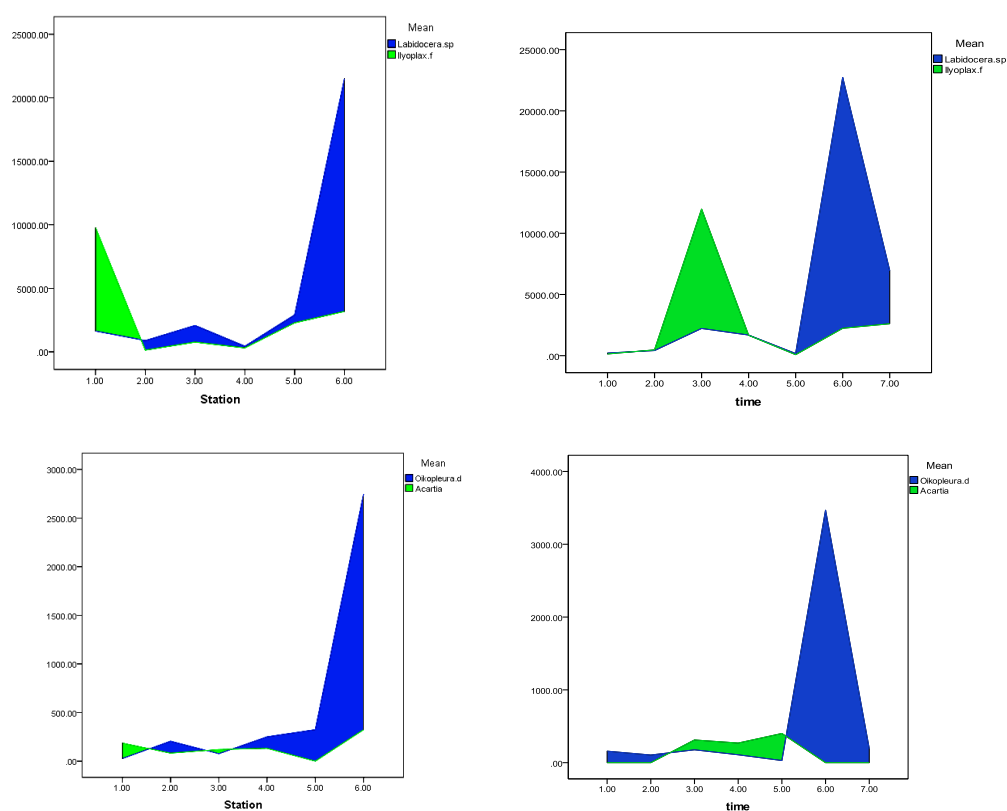 Mean
Labidocera.sp
Ilyoplax.f
25000.00
20000.00
15000.00
10000.00
5000.00
.00
1.00 2.00 3.00 4.00 5.00 6.00
Station
Mean
Labidocera.sp
Ilyoplax.f
25000.00
20000.00
15000.00
10000.00
5000.00
.00
1.00 2.00 3.00 4.00 5.00 6.00 7.00
time
Mean
Oikopleura.d
Acartia
3000.00
2500.00
2000.00
1500.00
1000.00
500.00
.00
1.00 2.00 3.00 4.00 5.00 6.00
Station
Mean
Oikopleura.d
Acartia
4000.00
3000.00
2000.00
1000.00
.00
1.00 2.00 3.00 4.00 5.00 6.00 7.00
time